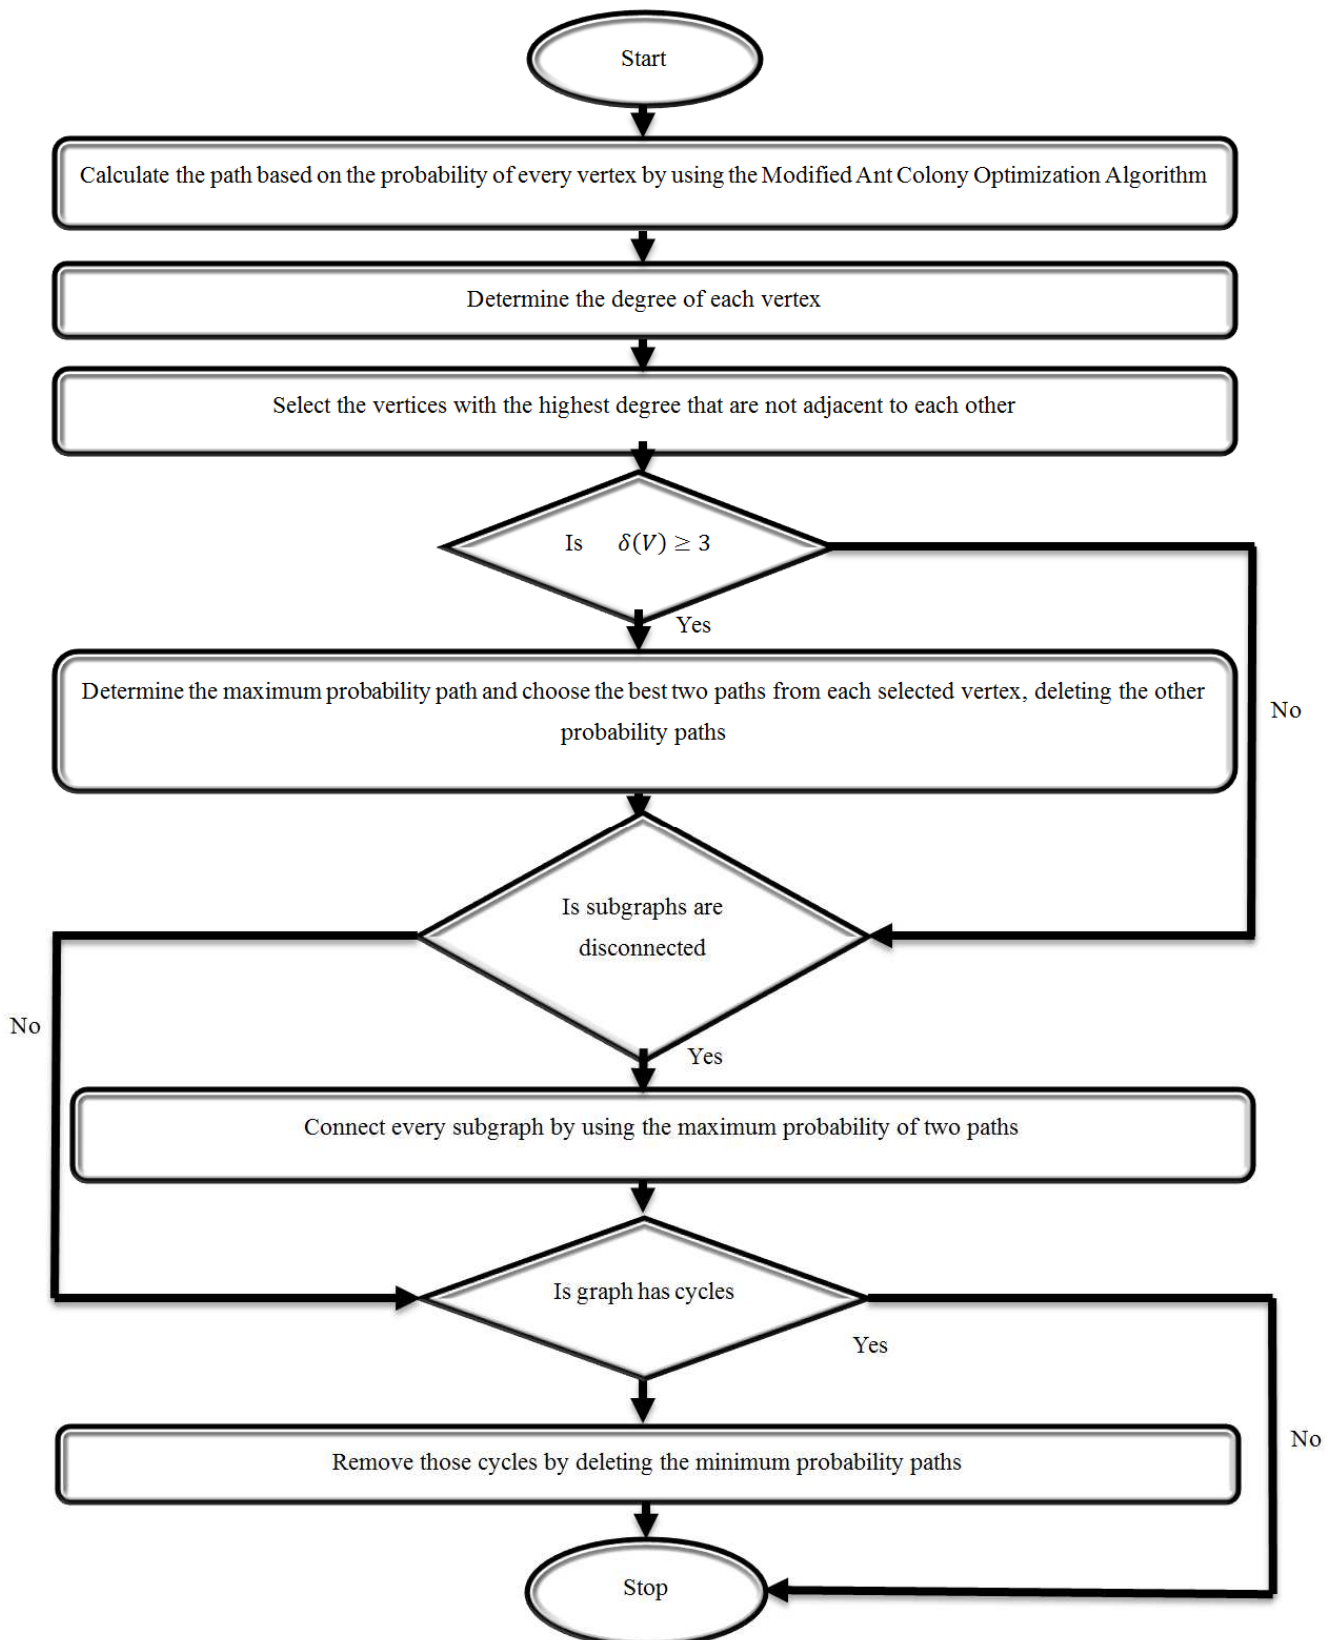 Start
Calculate the path based on the probability of every vertex by using the Modified Ant Colony Optimization Algorithm
Determine the degree of each vertex
Select the vertices with the highest degree that are not adjacent to each other
Is δ(V) ≥ 3
Yes
Determine the maximum probability path and choose the best two paths from each selected vertex, deleting the other
probability paths
No
Is subgraphs are
disconnected
No
Yes
Connect every subgraph by using the maximum probability of two paths
Is graph has cycles
Yes
No
Remove those cycles by deleting the minimum probability paths
Stop